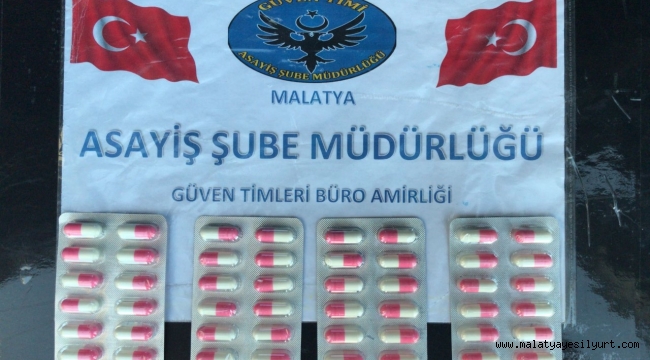 GÜVEN TİMİ
ASAYİŞ ŞUBE MÜDÜRLÜĞÜ
MALATYA
ASAYİŞ ŞUBE MÜDÜRLÜĞÜ
GÜVEN TİMLERİ BÜRO AMİRLİĞİ
www.malatyayesilyurt.com